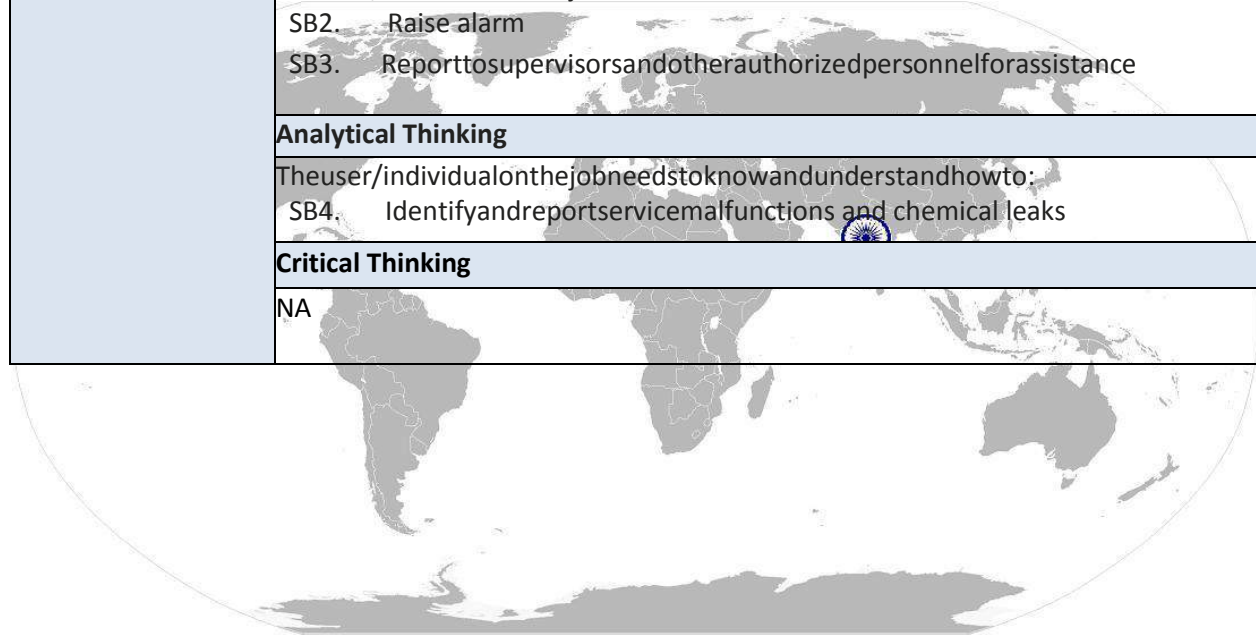 SB2. Raise alarm
SB3. Reporttosupervisorsandotherauthorizedpersonnelforassistance
Analytical Thinking
Theuser/individualonthejobneedstoknowandunderstandhowto:
SB4. Identifyandreportservicemalfunctions and chemical leaks
Critical Thinking
NA